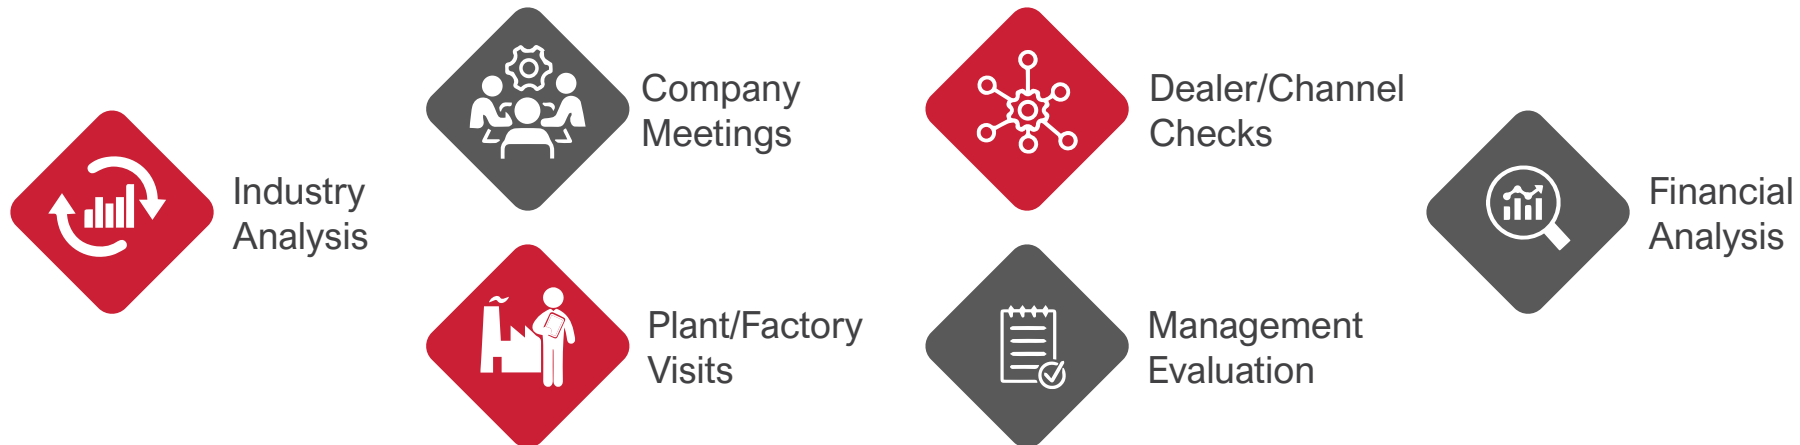 Industry
Analysis
Company
Meetings
Plant/Factory
Visits
Dealer/Channel
Checks
Management
Evaluation
Financial
Analysis